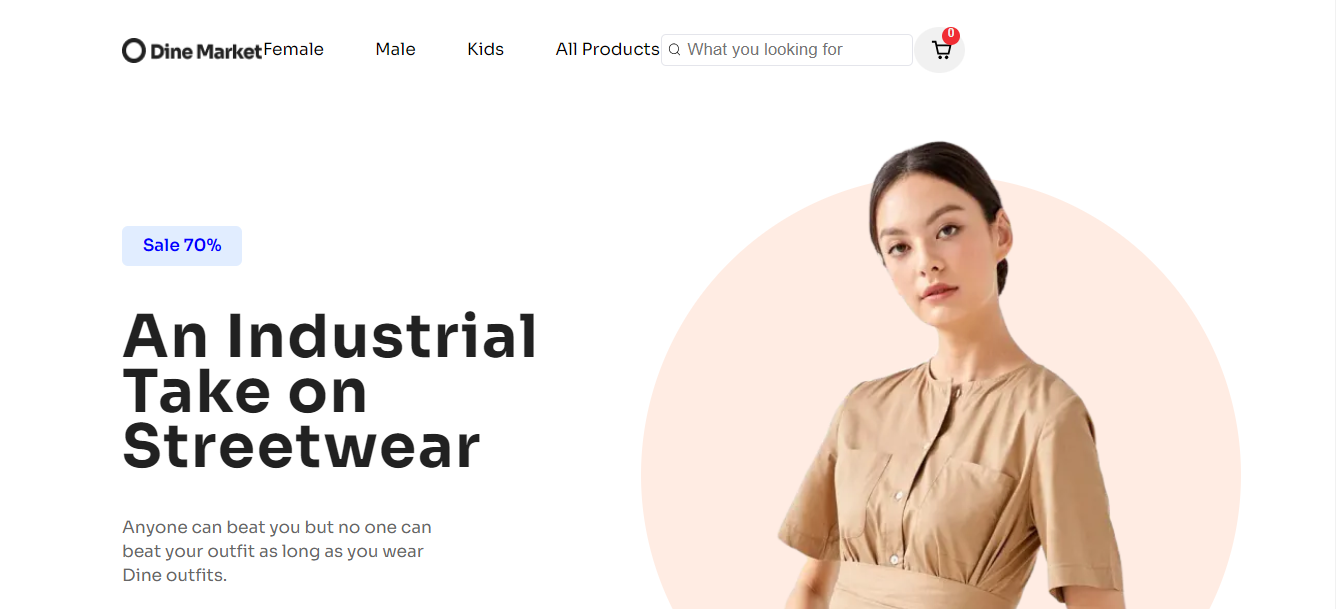 Dine Market Female Male Kids All Products What you looking for 0
Sale 70%
An Industrial
Take on
Streetwear
Anyone can beat you but no one can
beat your outfit as long as you wear
Dine outfits.